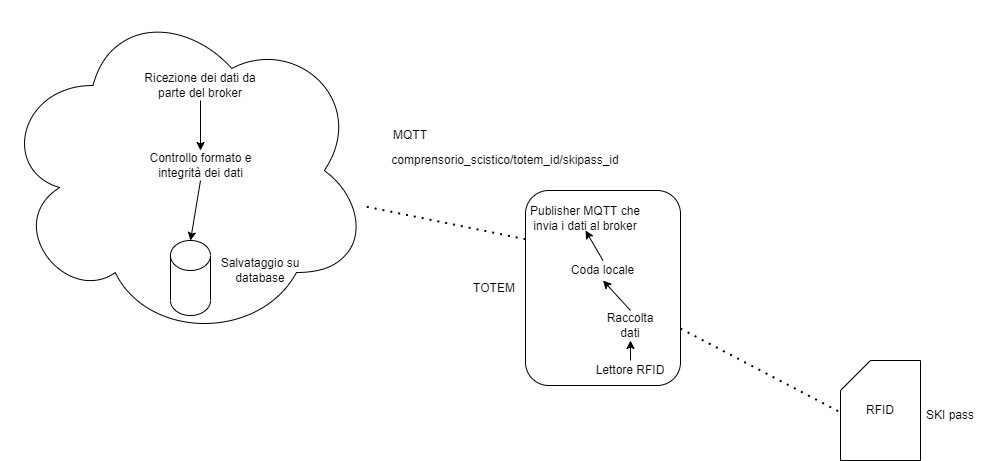 Ricezione dei dati da
parte del broker
Controllo formato e
integrità dei dati
Salvataggio su
database
MQTT
comprensorio_scistico/totem_id/skipass_id
Publisher MQTT che
invia i dati al broker
Coda locale
TOTEM
Raccolta
dati
Lettore RFID
RFID
SKI pass